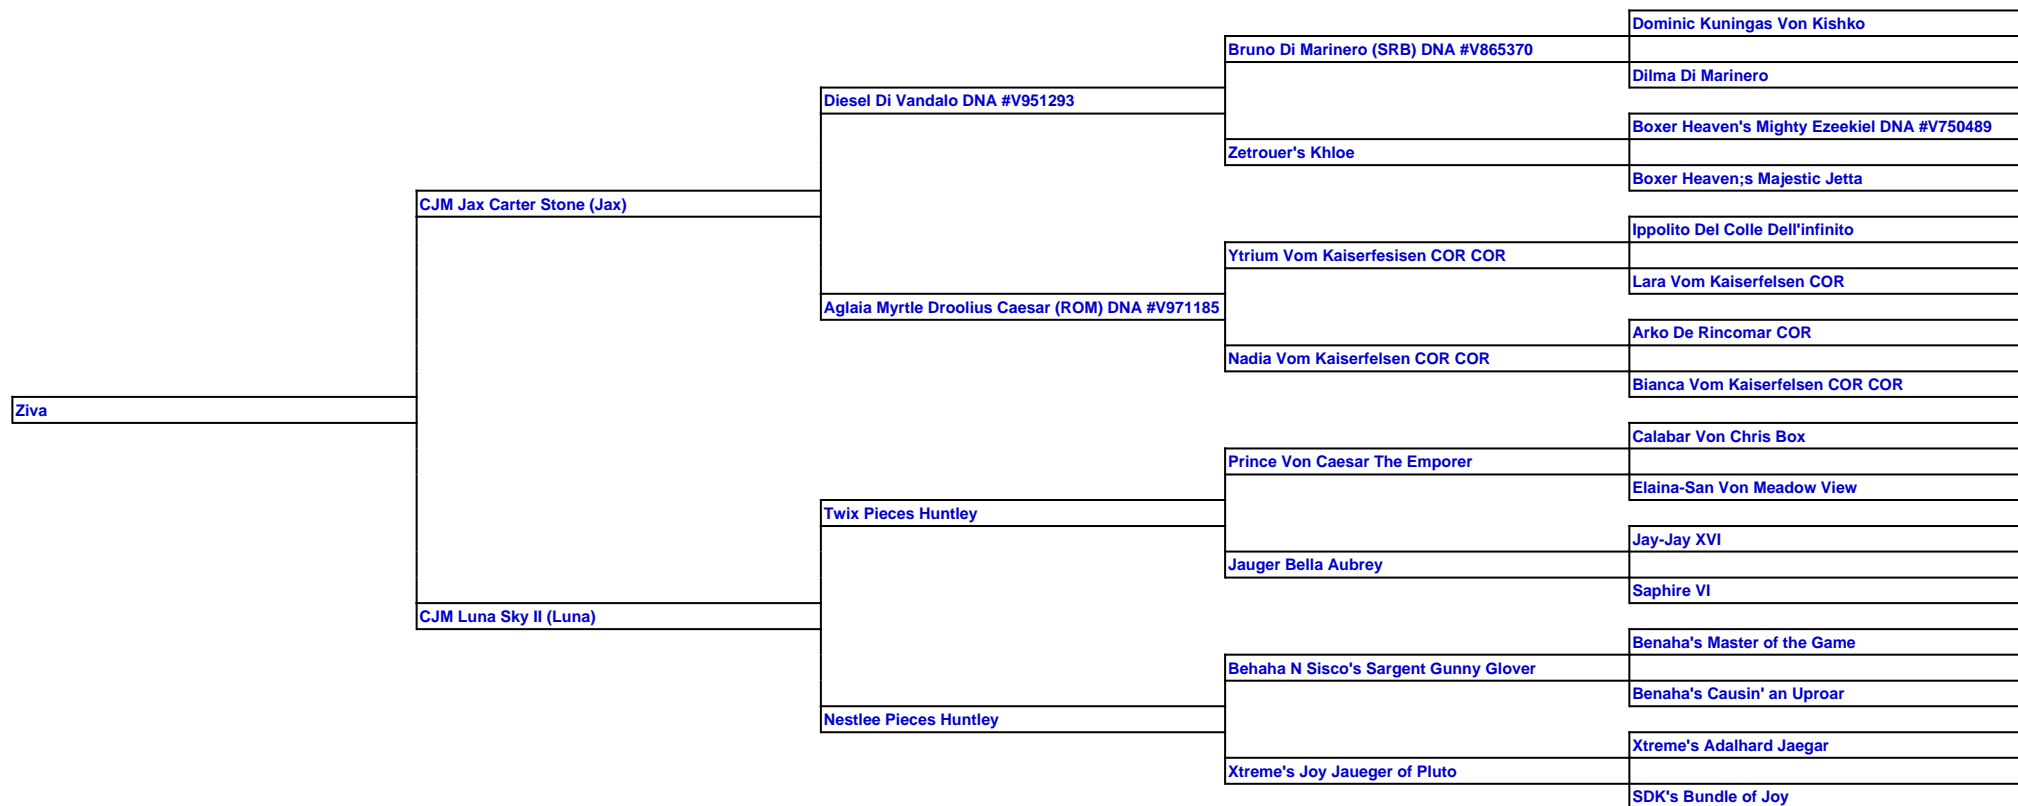 Dominic Kuningas Von Kishko
Bruno Di Marinero (SRB) DNA #V865370
Dilma Di Marinero
Diesel Di Vandalo DNA #V951293
Boxer Heaven's Mighty Ezeekiel DNA #V750489
Zetrouer's Khloe
Boxer Heaven;s Majestic Jetta
CJM Jax Carter Stone (Jax)
Ippolito Del Colle Dell'infinito
Ytrium Vom Kaiserfesisen COR COR
Lara Vom Kaiserfelsen COR
Aglaia Myrtle Droolius Caesar (ROM) DNA #V971185
Arko De Rincomar COR
Nadia Vom Kaiserfelsen COR COR
Bianca Vom Kaiserfelsen COR COR
Ziva
Calabar Von Chris Box
Prince Von Caesar The Emporer
Elaina-San Von Meadow View
Twix Pieces Huntley
Jay-Jay XVI
Jauger Bella Aubrey
Saphire VI
CJM Luna Sky II (Luna)
Benaha's Master of the Game
Behaha N Sisco's Sargent Gunny Glover
Benaha's Causin' an Uproar
Nestlee Pieces Huntley
Xtreme's Adalhard Jaegar
Xtreme's Joy Jaueger of Pluto
SDK's Bundle of Joy